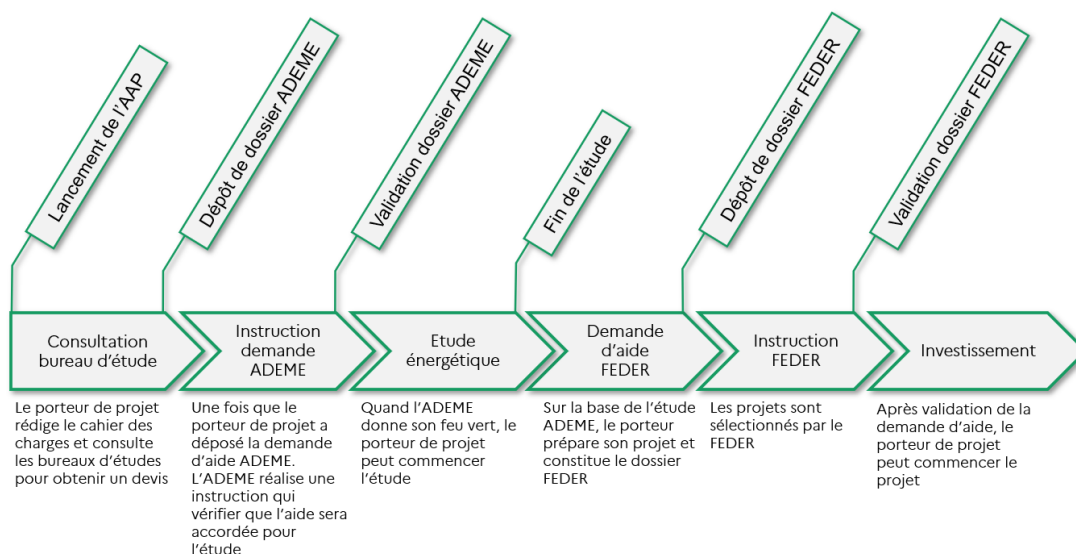 Lancement de l'AAP
Dépôt de dossier ADEME
Validation dossier ADEME
Fin de l'étude
Dépôt de dossier FEDER
Validation dossier FEDER
Consultation
bureau d'étude
Instruction
demande
ADEME
Etude
énergétique
Demande
d'aide
FEDER
Instruction
FEDER
Investissement
Le porteur de projet
rédige le cahier des
charges et consulte
les bureaux d'études
pour obtenir un devis
Une fois que le
porteur de projet a
déposé la demande
d'aide ADEME.
L'ADEME réalise une
instruction qui
vérifier que l'aide sera
accordée pour
l'étude
Quand l'ADEME
donne son feu vert, le
porteur de projet
peut commencer
l'étude
Sur la base de l'étude
ADEME, le porteur
prépare son projet et
constitue le dossier
FEDER
Les projets sont
sélectionnés par le
FEDER
Après validation de la
demande d'aide, le
porteur de projet
peut commencer le
projet